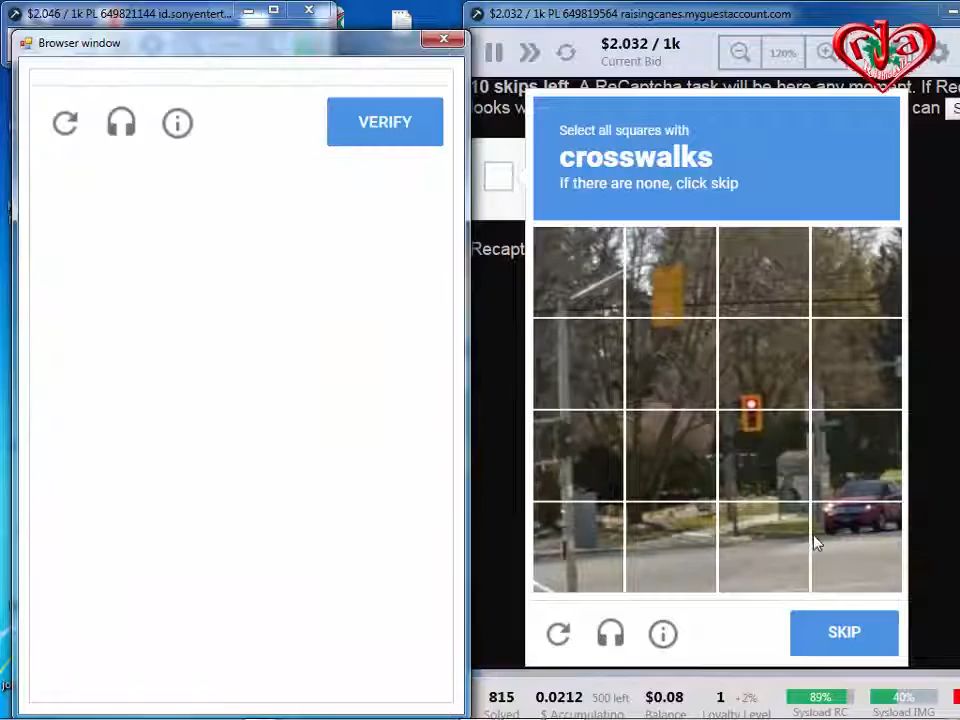 $2.046 / 1k PL 649821144 id.sonyentert...
Browser window
VERIFY
$2.032 / 1k PL 649819564 raisingcanes.myguestaccount.com
$2.032 / 1k
Current Bid
120%
10 skips left. A ReCaptcha task will be here any moment. If Rec
ooks w
can
Select all squares with
crosswalks
If there are none, click skip
Recapt
SKIP
815
Solved
0.0212
500 left
$ Accumulating
$0.08
Balance
1
+2%
Loyalty Level
89%
Sysload RC
40%
Sysload IMG